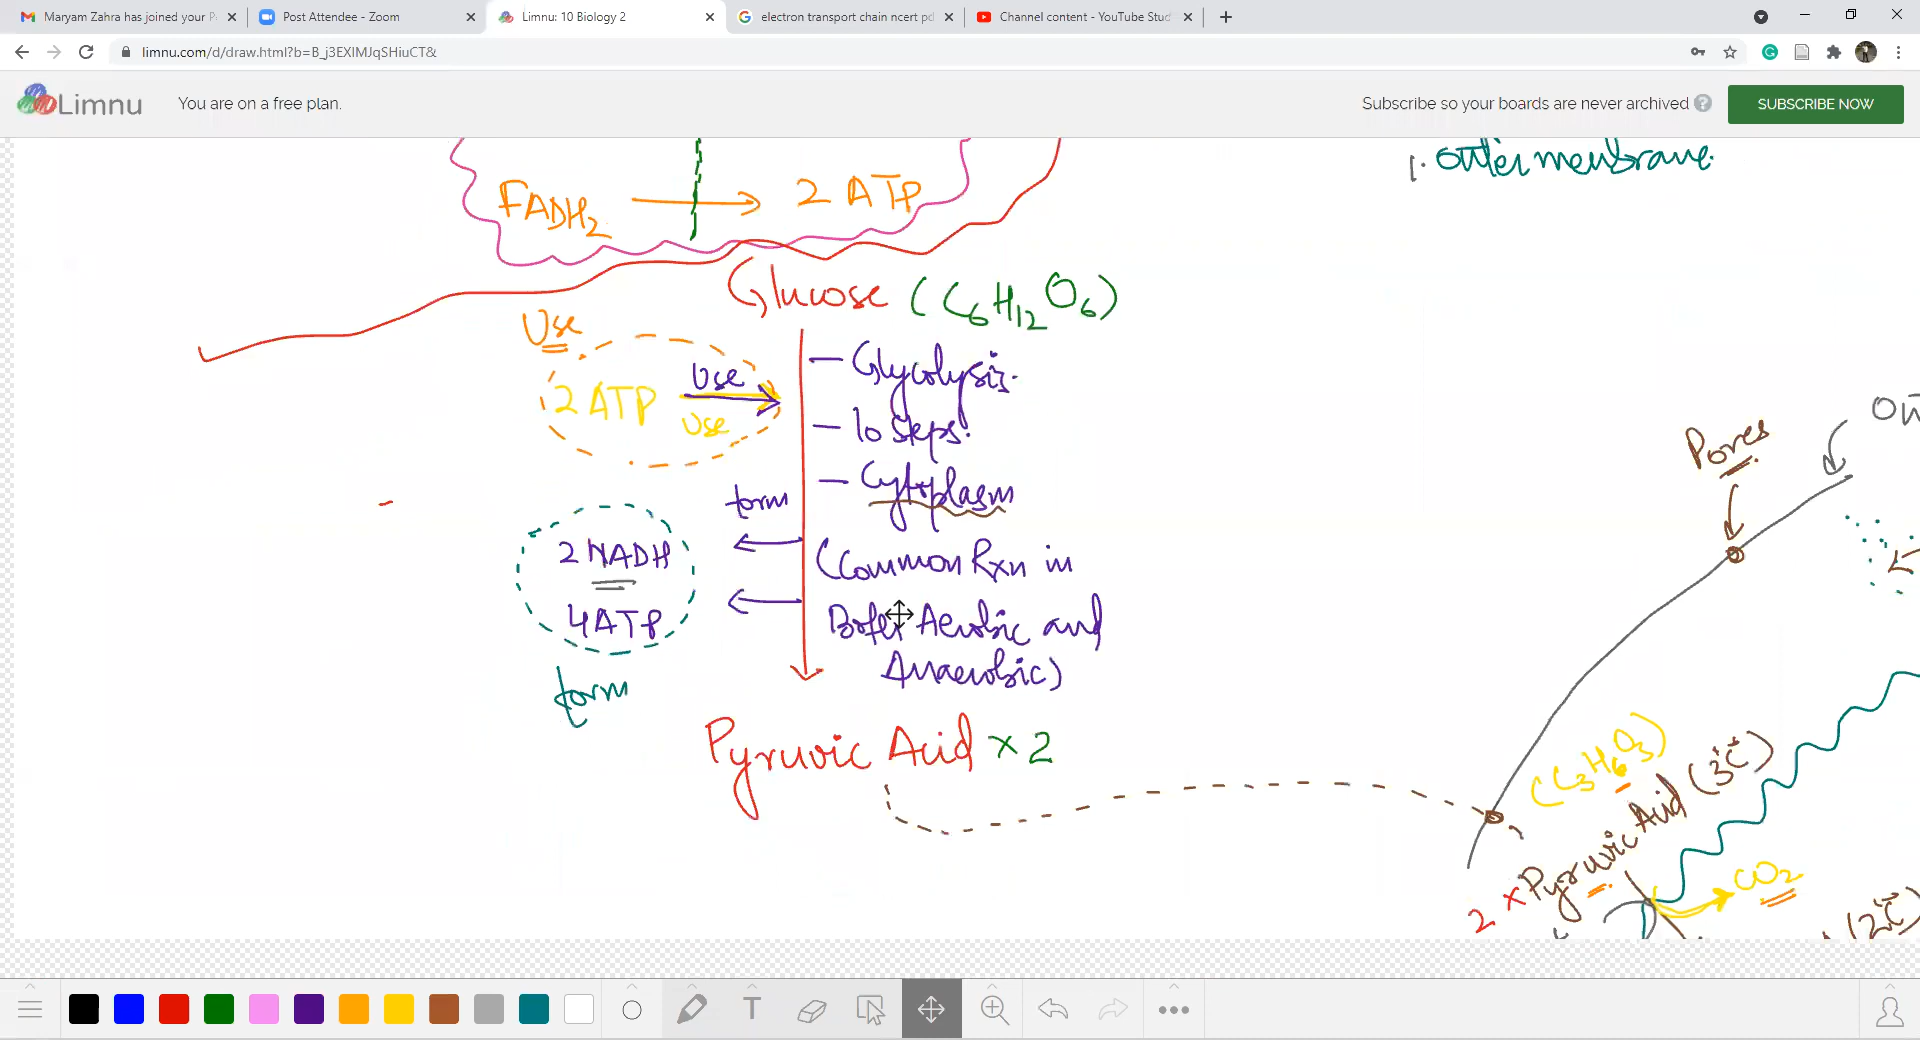 Maryam Zahra has joined your P
Post Attendee - Zoom
Limnu: 10 Biology 2
electron transport chain ncert pd
Channel content - YouTube Stud
limnu.com/d/draw.html?b=B_j3EXIMJqSHiuCT&
Limnu
You are on a free plan.
Subscribe so your boards are never archived
SUBSCRIBE NOW
1. outer menbrane
FADH2 → 2 ATP
Glucose (C6H12O6)
Use
- Glycolysis.
2 ATP Use
Use
- 10 Steps.
- Cytoplasm
form
2 NADH
(Common Rxn in
4ATP
Aerobic and
Anaerobic)
form
Pyruvic Acid × 2
Pores
(C3H6O3)
2 × Pyruvic Acid (3C)
CO2
(2C)
T